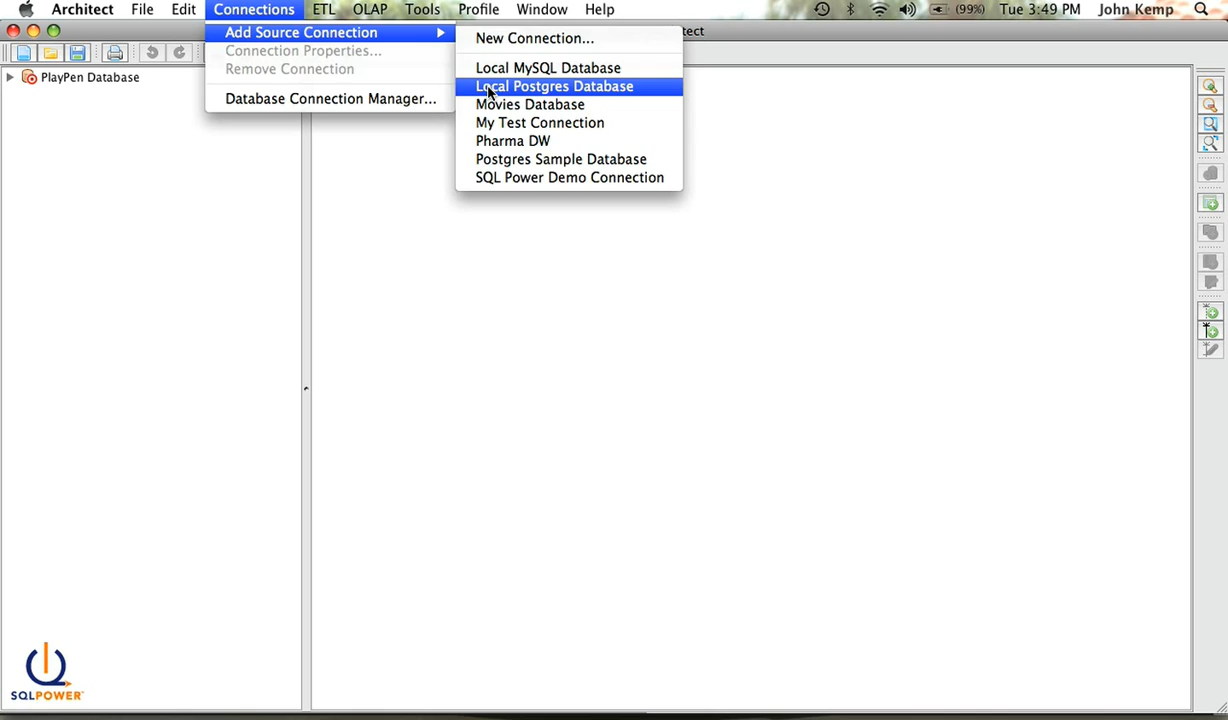 Architect File Edit Connections ETL OLAP Tools Profile Window Help (99%) Tue 3:49 PM John Kemp
tect
Add Source Connection
Connection Properties...
Remove Connection
Database Connection Manager...
New Connection...
Local MySQL Database
Local Postgres Database
Movies Database
My Test Connection
Pharma DW
Postgres Sample Database
SQL Power Demo Connection
PlayPen Database
SQLPOWER